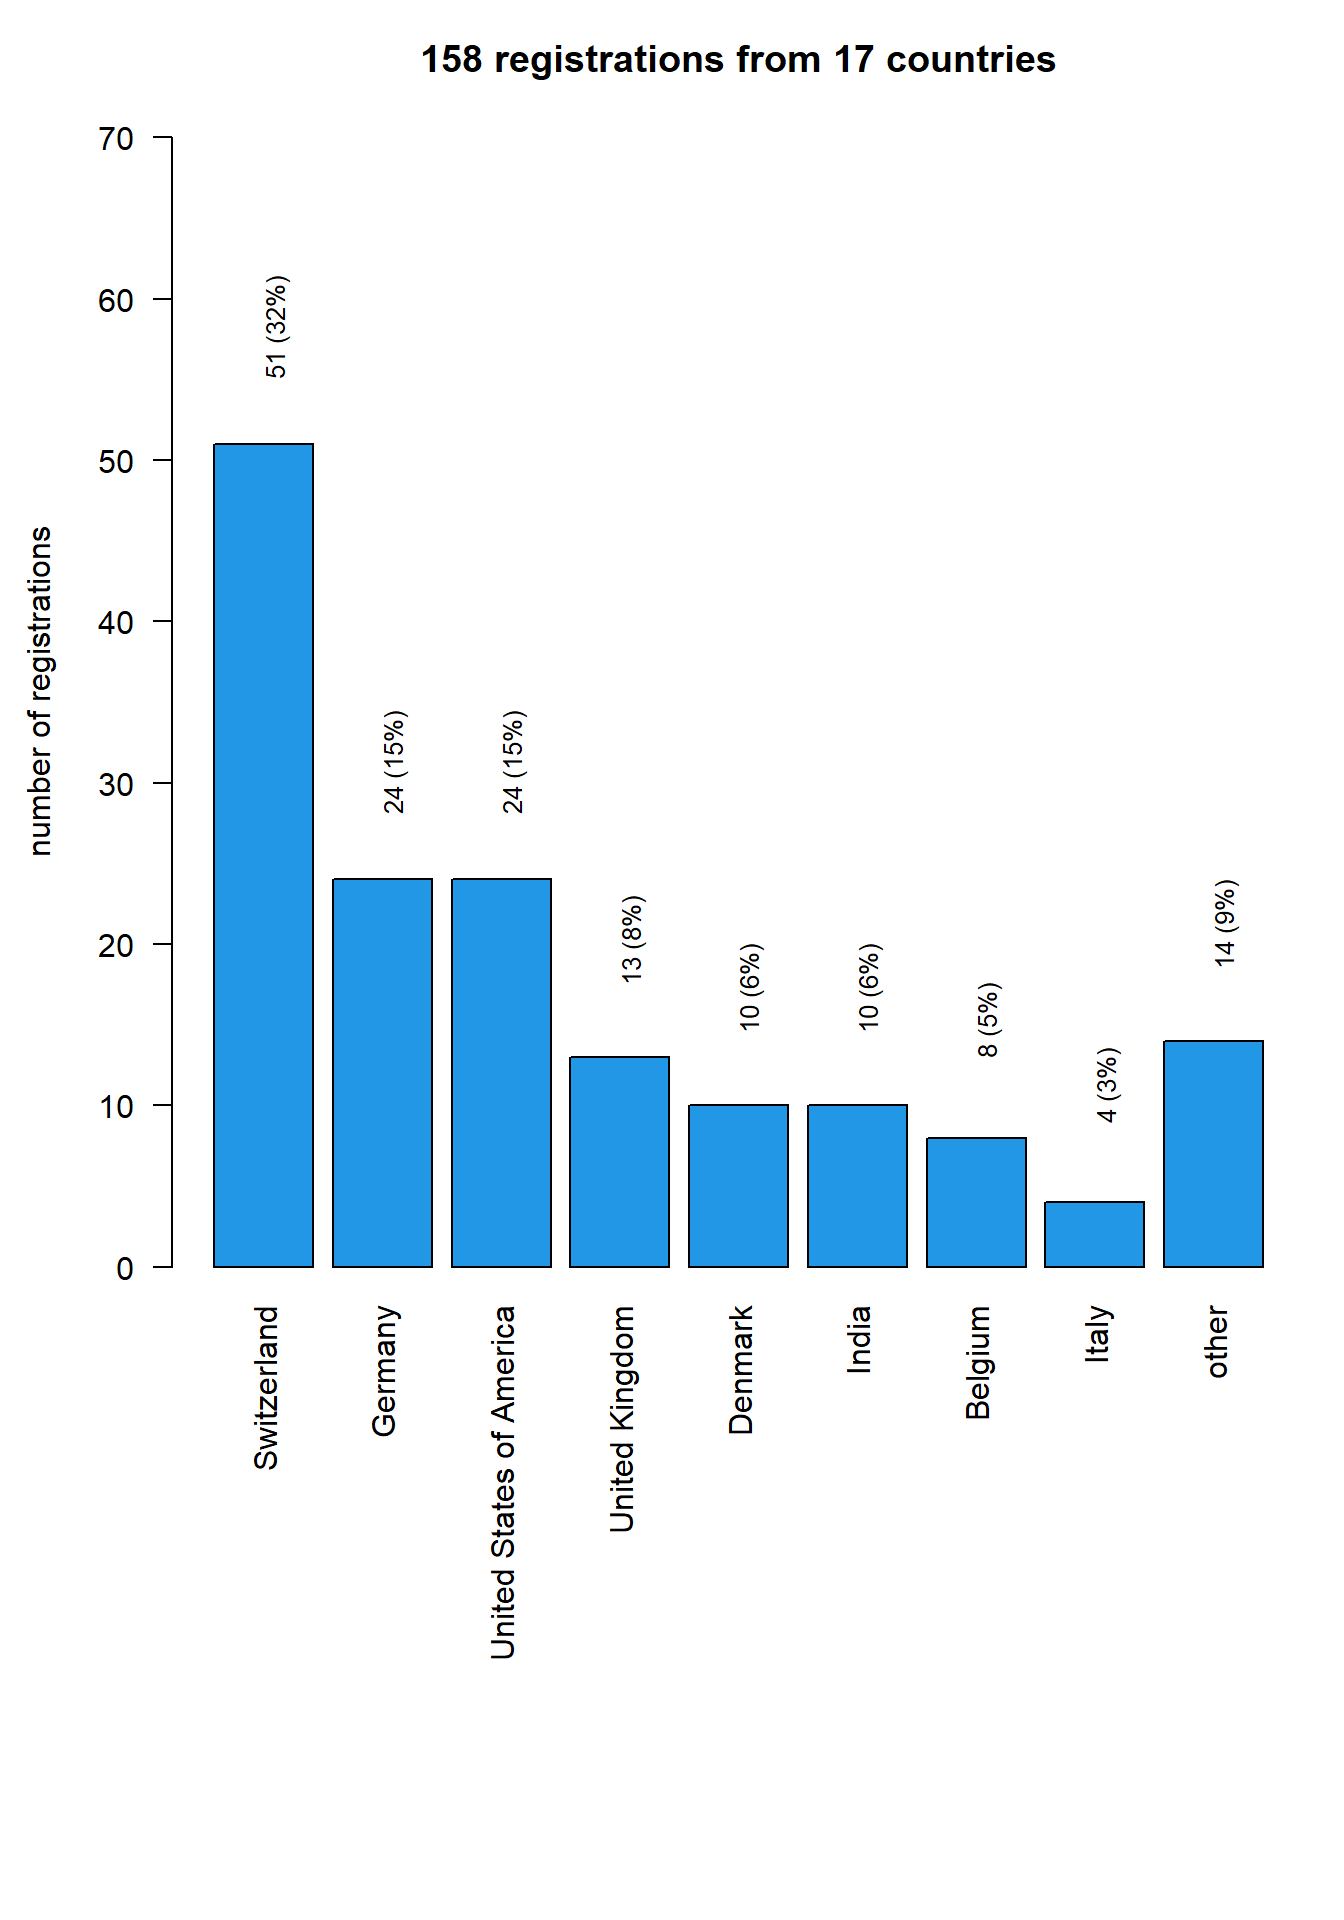 158 registrations from 17 countries
number of registrations
70
60
50
40
30
20
10
0
51 (32%)
24 (15%)
24 (15%)
13 (8%)
10 (6%)
10 (6%)
8 (5%)
4 (3%)
14 (9%)
Switzerland
Germany
United States of America
United Kingdom
Denmark
India
Belgium
Italy
other